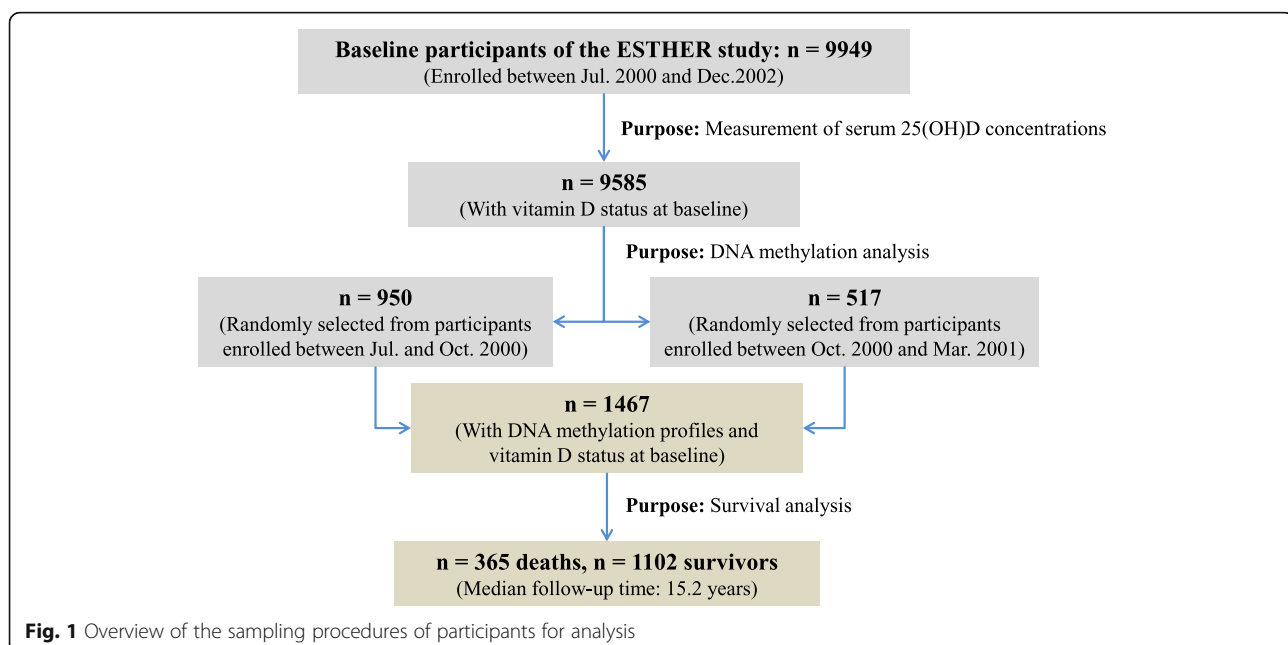 Baseline participants of the ESTHER study: n = 9949
(Enrolled between Jul. 2000 and Dec.2002)
Purpose: Measurement of serum 25(OH)D concentrations
n = 9585
(With vitamin D status at baseline)
Purpose: DNA methylation analysis
n = 950
(Randomly selected from participants
enrolled between Jul. and Oct. 2000)
n = 517
(Randomly selected from participants
enrolled between Oct. 2000 and Mar. 2001)
n = 1467
(With DNA methylation profiles and
vitamin D status at baseline)
Purpose: Survival analysis
n = 365 deaths, n = 1102 survivors
(Median follow-up time: 15.2 years)
Fig. 1 Overview of the sampling procedures of participants for analysis